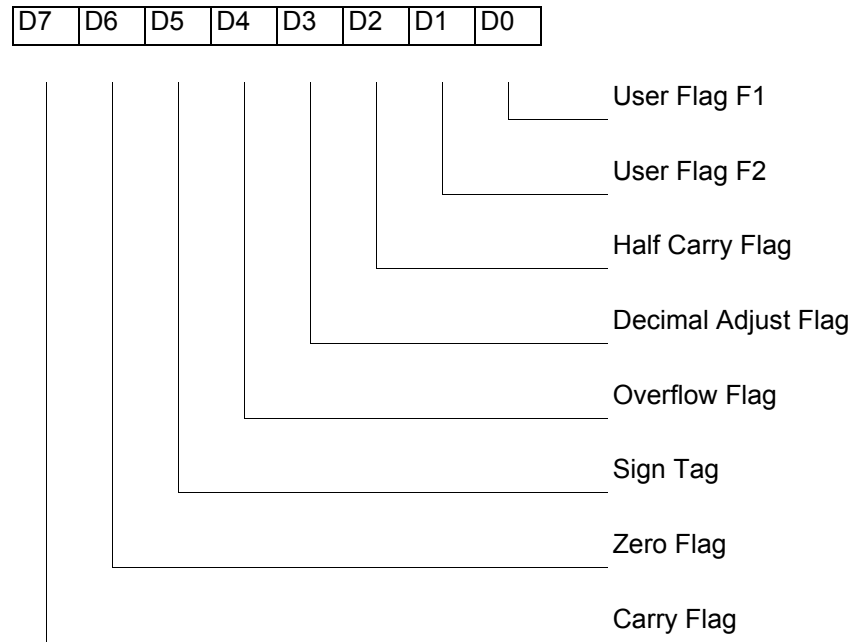 D7 D6 D5 D4 D3 D2 D1 D0
User Flag F1
User Flag F2
Half Carry Flag
Decimal Adjust Flag
Overflow Flag
Sign Tag
Zero Flag
Carry Flag